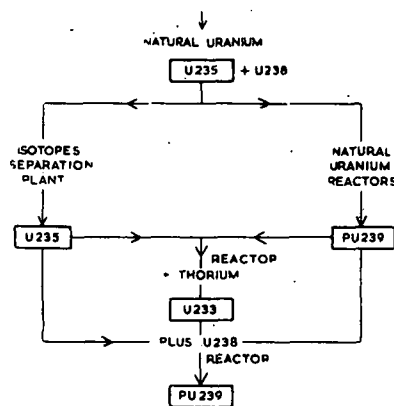 NATURAL URANIUM
U235 + U238
ISOTOPES
SEPARATION
PLANT
NATURAL
URANIUM
REACTORS
U235
PU239
REACTOR
+ THORIUM
U233
PLUS U238
REACTOR
PU239